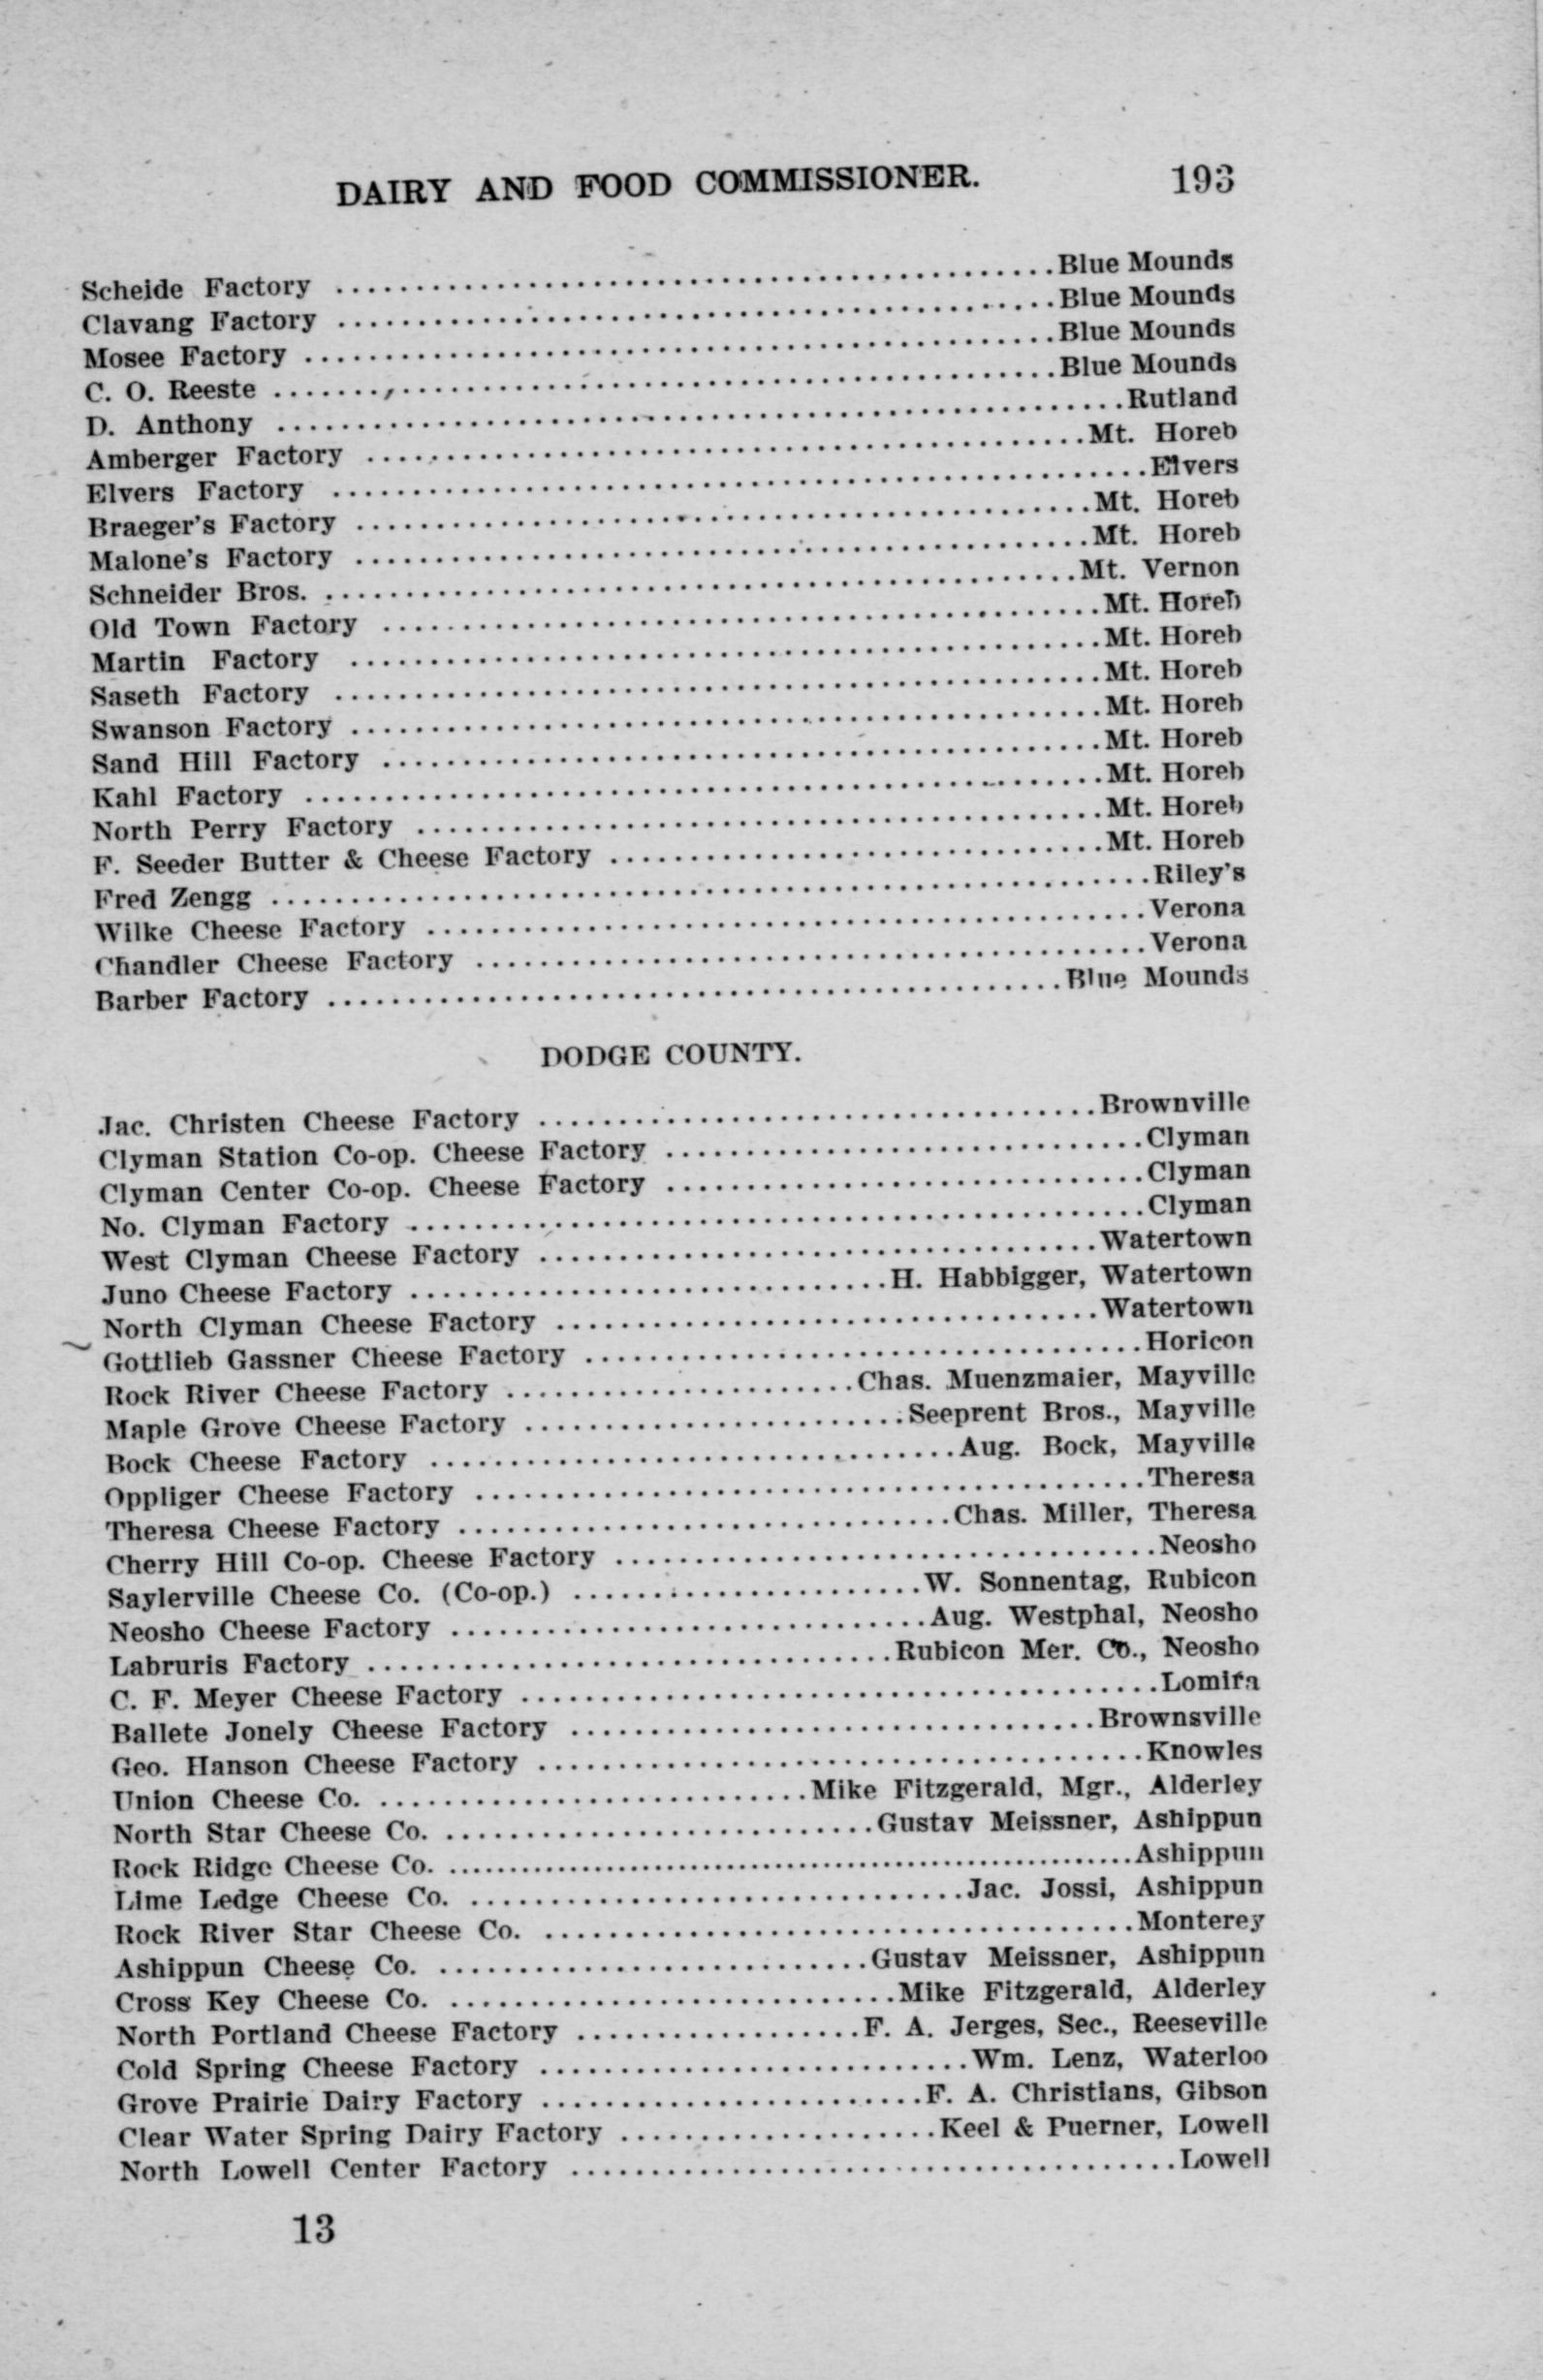 DAIRY AND FOOD COMMISSIONER. 193
Scheide Factory ........ Blue Mounds
Clavang Factory ........ Blue Mounds
Mosee Factory ........ Blue Mounds
C. O. Reeste ........ Blue Mounds
D. Anthony ........ Rutland
Amberger Factory ........ Mt. Horeb
Elvers Factory ........ Elvers
Braeger's Factory ........ Mt. Horeb
Malone's Factory ........ Mt. Horeb
Schneider Bros. ........ Mt. Vernon
Old Town Factory ........ Mt. Horeb
Martin Factory ........ Mt. Horeb
Saseth Factory ........ Mt. Horeb
Swanson Factory ........ Mt. Horeb
Sand Hill Factory ........ Mt. Horeb
Kahl Factory ........ Mt. Horeb
North Perry Factory ........ Mt. Horeb
F. Seeder Butter & Cheese Factory ........ Mt. Horeb
Fred Zengg ........ Riley's
Wilke Cheese Factory ........ Verona
Chandler Cheese Factory ........ Verona
Barber Factory ........ Blue Mounds
DODGE COUNTY.
Jac. Christen Cheese Factory ........ Brownville
Clyman Station Co-op. Cheese Factory ........ Clyman
Clyman Center Co-op. Cheese Factory ........ Clyman
No. Clyman Factory ........ Clyman
West Clyman Cheese Factory ........ Watertown
Juno Cheese Factory ........ H. Habbigger, Watertown
North Clyman Cheese Factory ........ Watertown
Gottlieb Gassner Cheese Factory ........ Horicon
Rock River Cheese Factory ........ Chas. Muenzmaier, Mayville
Maple Grove Cheese Factory ........ Seeprent Bros., Mayville
Bock Cheese Factory ........ Aug. Bock, Mayville
Oppliger Cheese Factory ........ Theresa
Theresa Cheese Factory ........ Chas. Miller, Theresa
Cherry Hill Co-op. Cheese Factory ........ Neosho
Saylerville Cheese Co. (Co-op.) ........ W. Sonnentag, Rubicon
Neosho Cheese Factory ........ Aug. Westphal, Neosho
Labruris Factory ........ Rubicon Mer. Co., Neosho
C. F. Meyer Cheese Factory ........ Lomira
Ballete Jonely Cheese Factory ........ Brownsville
Geo. Hanson Cheese Factory ........ Knowles
Union Cheese Co. ........ Mike Fitzgerald, Mgr., Alderley
North Star Cheese Co. ........ Gustav Meissner, Ashippun
Rock Ridge Cheese Co. ........ Ashippun
Lime Ledge Cheese Co. ........ Jac. Jossi, Ashippun
Rock River Star Cheese Co. ........ Monterey
Ashippun Cheese Co. ........ Gustav Meissner, Ashippun
Cross Key Cheese Co. ........ Mike Fitzgerald, Alderley
North Portland Cheese Factory ........ F. A. Jerges, Sec., Reeseville
Cold Spring Cheese Factory ........ Wm. Lenz, Waterloo
Grove Prairie Dairy Factory ........ F. A. Christians, Gibson
Clear Water Spring Dairy Factory ........ Keel & Puerner, Lowell
North Lowell Center Factory ........ Lowell
13